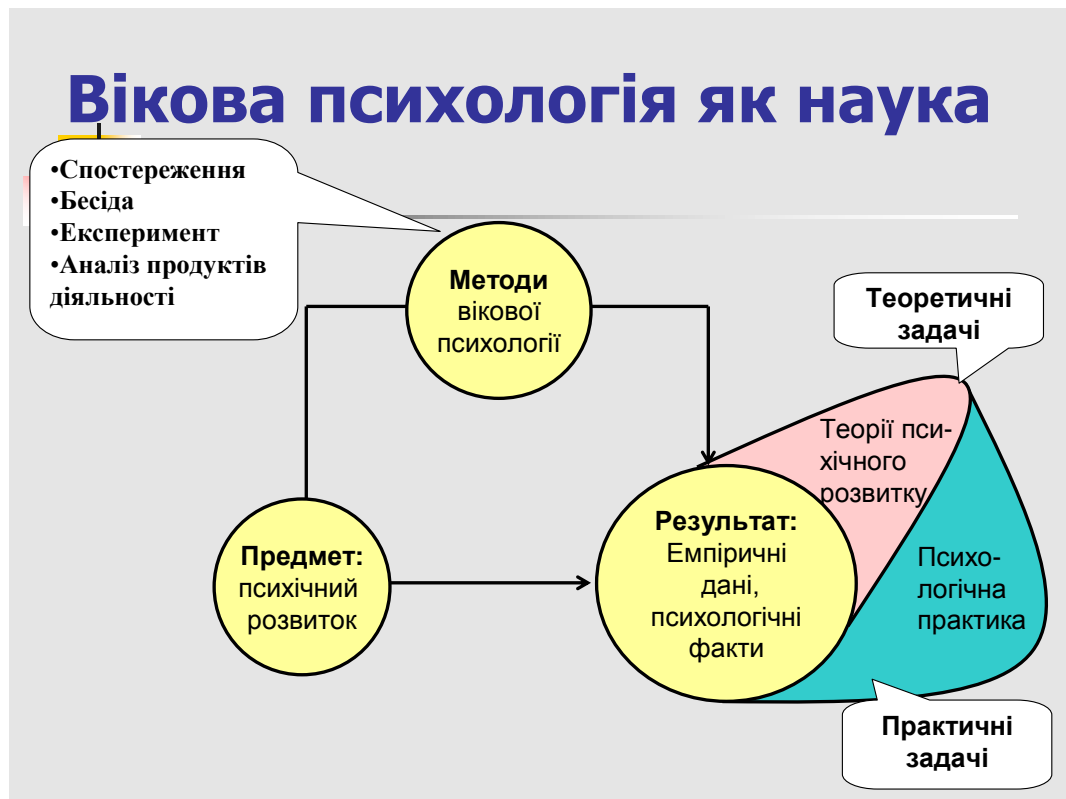 Вікова психологія як наука
•Спостереження
•Бесіда
•Експеримент
•Аналіз продуктів
діяльності
Методи
вікової
психології
Теоретичні
задачі
Теорії пси-
хічного
розвитку
Предмет:
психічний
розвиток
Результат:
Емпіричні
дані,
психологічні
факти
Психо-
логічна
практика
Практичні
задачі